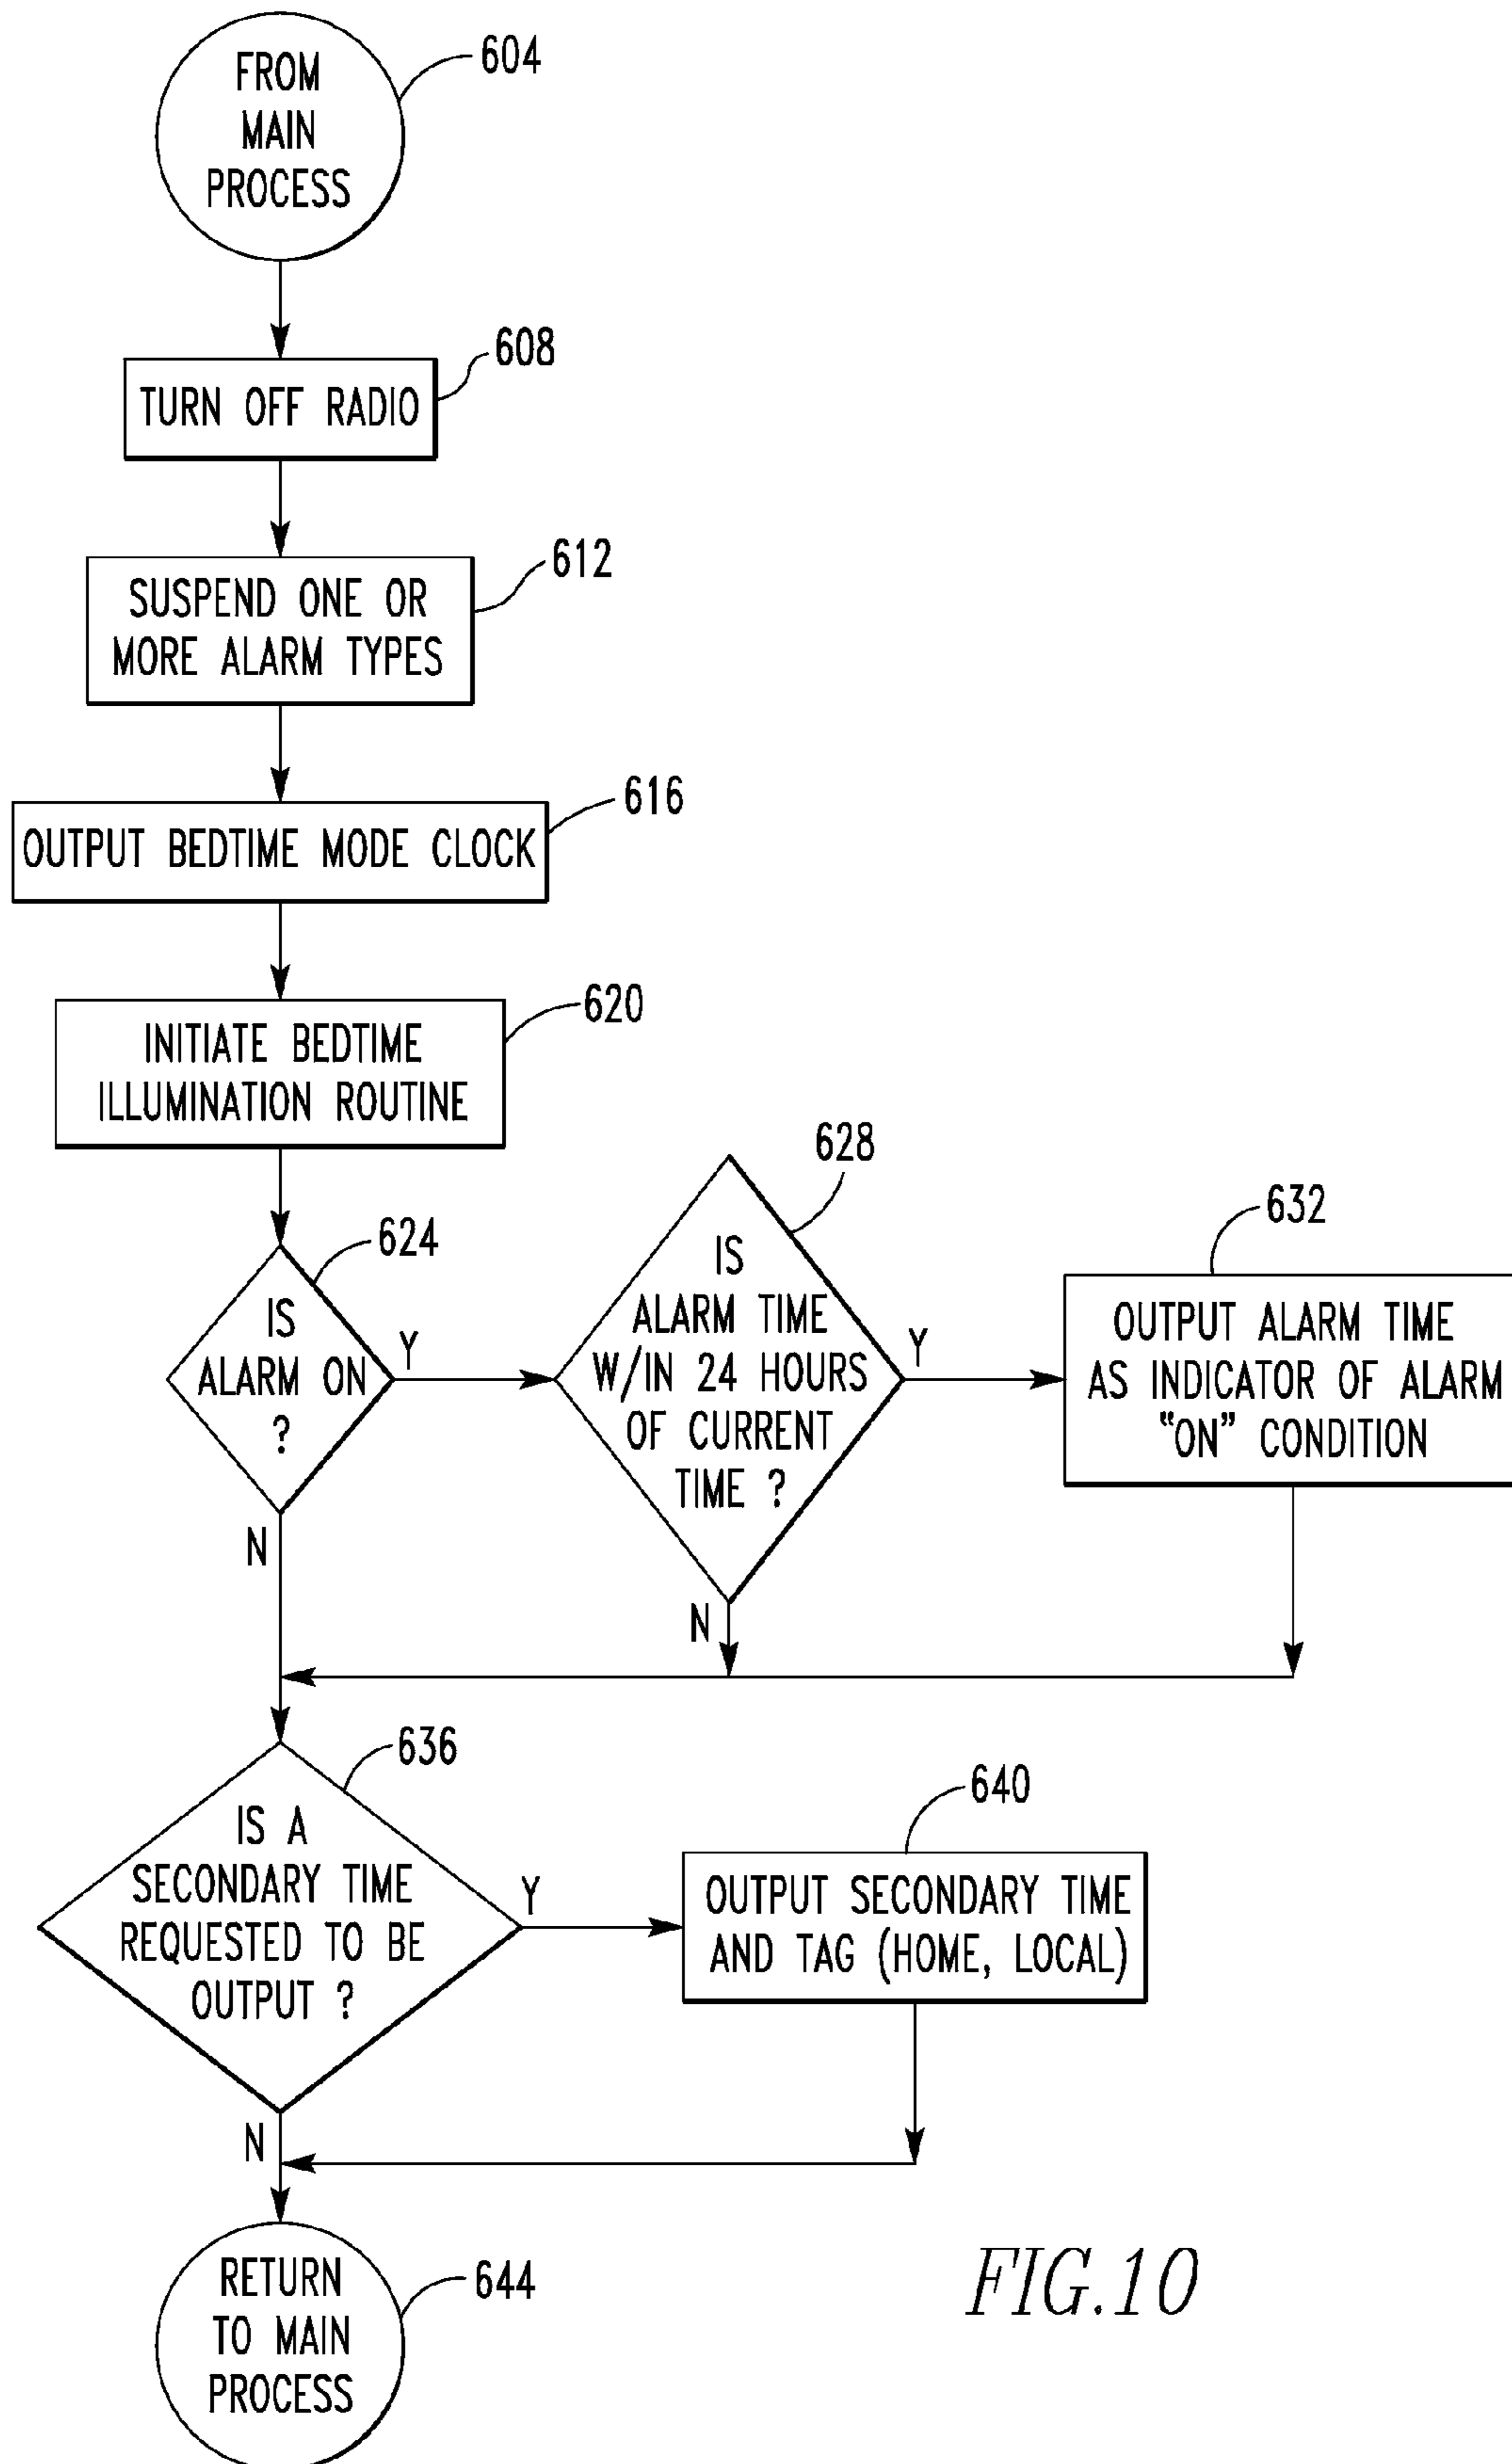 FROM
MAIN
PROCESS
604
TURN OFF RADIO
608
SUSPEND ONE OR
MORE ALARM TYPES
612
OUTPUT BEDTIME MODE CLOCK
616
INITIATE BEDTIME
ILLUMINATION ROUTINE
620
IS
ALARM ON
?
624
Y
N
IS
ALARM TIME
W/IN 24 HOURS
OF CURRENT
TIME ?
628
Y
N
OUTPUT ALARM TIME
AS INDICATOR OF ALARM
“ON” CONDITION
632
IS A
SECONDARY TIME
REQUESTED TO BE
OUTPUT ?
636
Y
N
OUTPUT SECONDARY TIME
AND TAG (HOME, LOCAL)
640
RETURN
TO MAIN
PROCESS
644
FIG.10